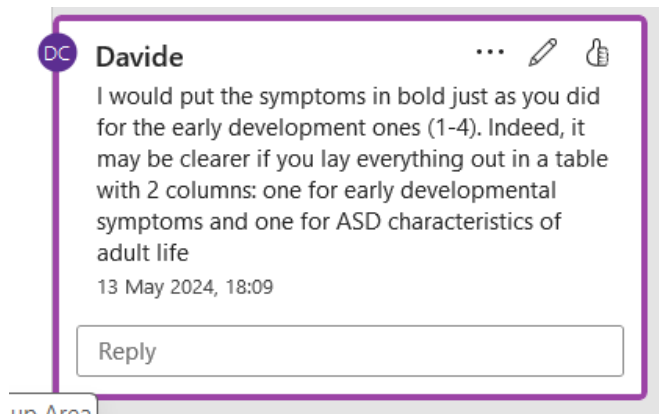 DC
Davide
I would put the symptoms in bold just as you did
for the early development ones (1-4). Indeed, it
may be clearer if you lay everything out in a table
with 2 columns: one for early developmental
symptoms and one for ASD characteristics of
adult life
13 May 2024, 18:09
Reply
up Area